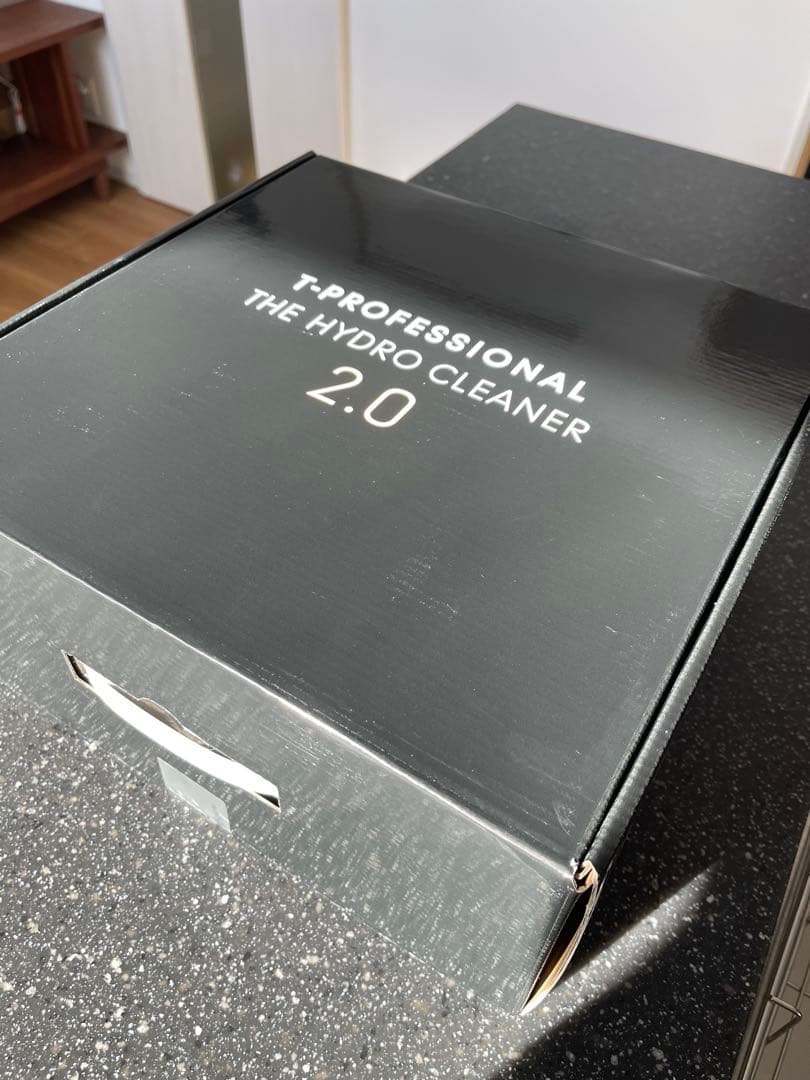 T-PROFESSIONAL
THE HYDRO CLEANER
2.0